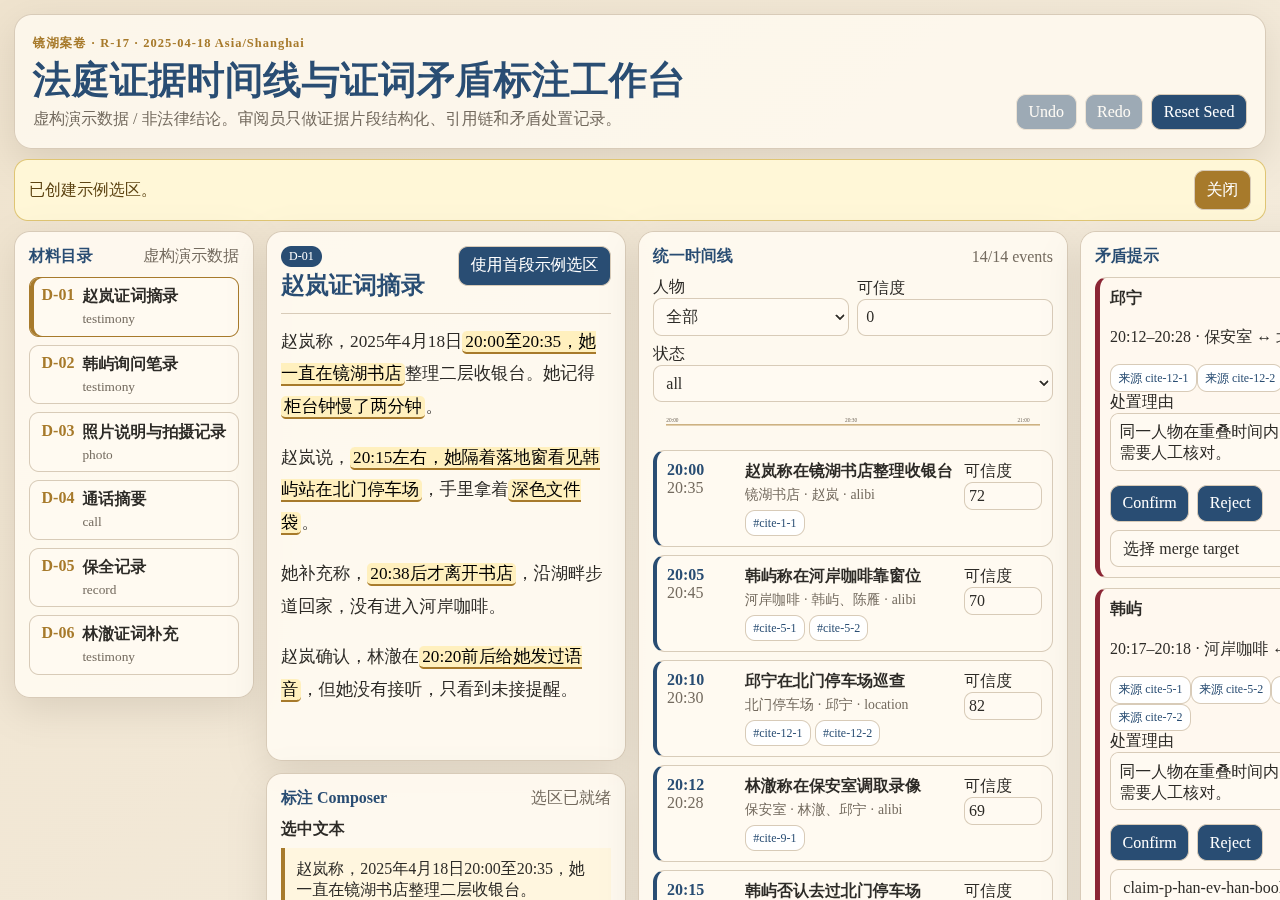 镜湖案卷 · R-17 · 2025-04-18 Asia/Shanghai
法庭证据时间线与证词矛盾标注工作台
虚构演示数据 / 非法律结论。审阅员只做证据片段结构化、引用链和矛盾处置记录。
Undo
Redo
Reset Seed
已创建示例选区。
关闭
材料目录
虚构演示数据
D-01 赵岚证词摘录
testimony
D-02 韩屿询问笔录
testimony
D-03 照片说明与拍摄记录
photo
D-04 通话摘要
call
D-05 保全记录
record
D-06 林澈证词补充
testimony
D-01
赵岚证词摘录
使用首段示例选区
赵岚称，2025年4月18日20:00至20:35，她
一直在镜湖书店整理二层收银台。她记得
柜台钟慢了两分钟。
赵岚说，20:15左右，她隔着落地窗看见韩
屿站在北门停车场，手里拿着深色文件
袋。
她补充称，20:38后才离开书店，沿湖畔步
道回家，没有进入河岸咖啡。
赵岚确认，林澈在20:20前后给她发过语
音，但她没有接听，只看到未接提醒。
标注 Composer
选区已就绪
选中文本
赵岚称，2025年4月18日20:00至20:35，她
一直在镜湖书店整理二层收银台。
统一时间线
14/14 events
人物
可信度
全部
0
状态
all
20:00
20:30
21:00
20:00
20:35
赵岚称在镜湖书店整理收银台
镜湖书店 · 赵岚 · alibi
#cite-1-1
可信度
72
20:05
20:45
韩屿称在河岸咖啡靠窗位
河岸咖啡 · 韩屿、陈雁 · alibi
#cite-5-1
#cite-5-2
可信度
70
20:10
20:30
邱宁在北门停车场巡查
北门停车场 · 邱宁 · location
#cite-12-1
#cite-12-2
可信度
82
20:12
20:28
林澈称在保安室调取录像
保安室 · 林澈、邱宁 · alibi
#cite-9-1
可信度
69
20:15
韩屿否认去过北门停车场
可信度
矛盾提示
邱宁
20:12–20:28 · 保安室 ↔
来源 cite-12-1
来源 cite-12-2
处置理由
同一人物在重叠时间内
需要人工核对。
Confirm
Reject
选择 merge target
韩屿
20:17–20:18 · 河岸咖啡
来源 cite-5-1
来源 cite-5-2
来源 cite-7-2
处置理由
同一人物在重叠时间内
需要人工核对。
Confirm
Reject
claim-p-han-ev-han-boo